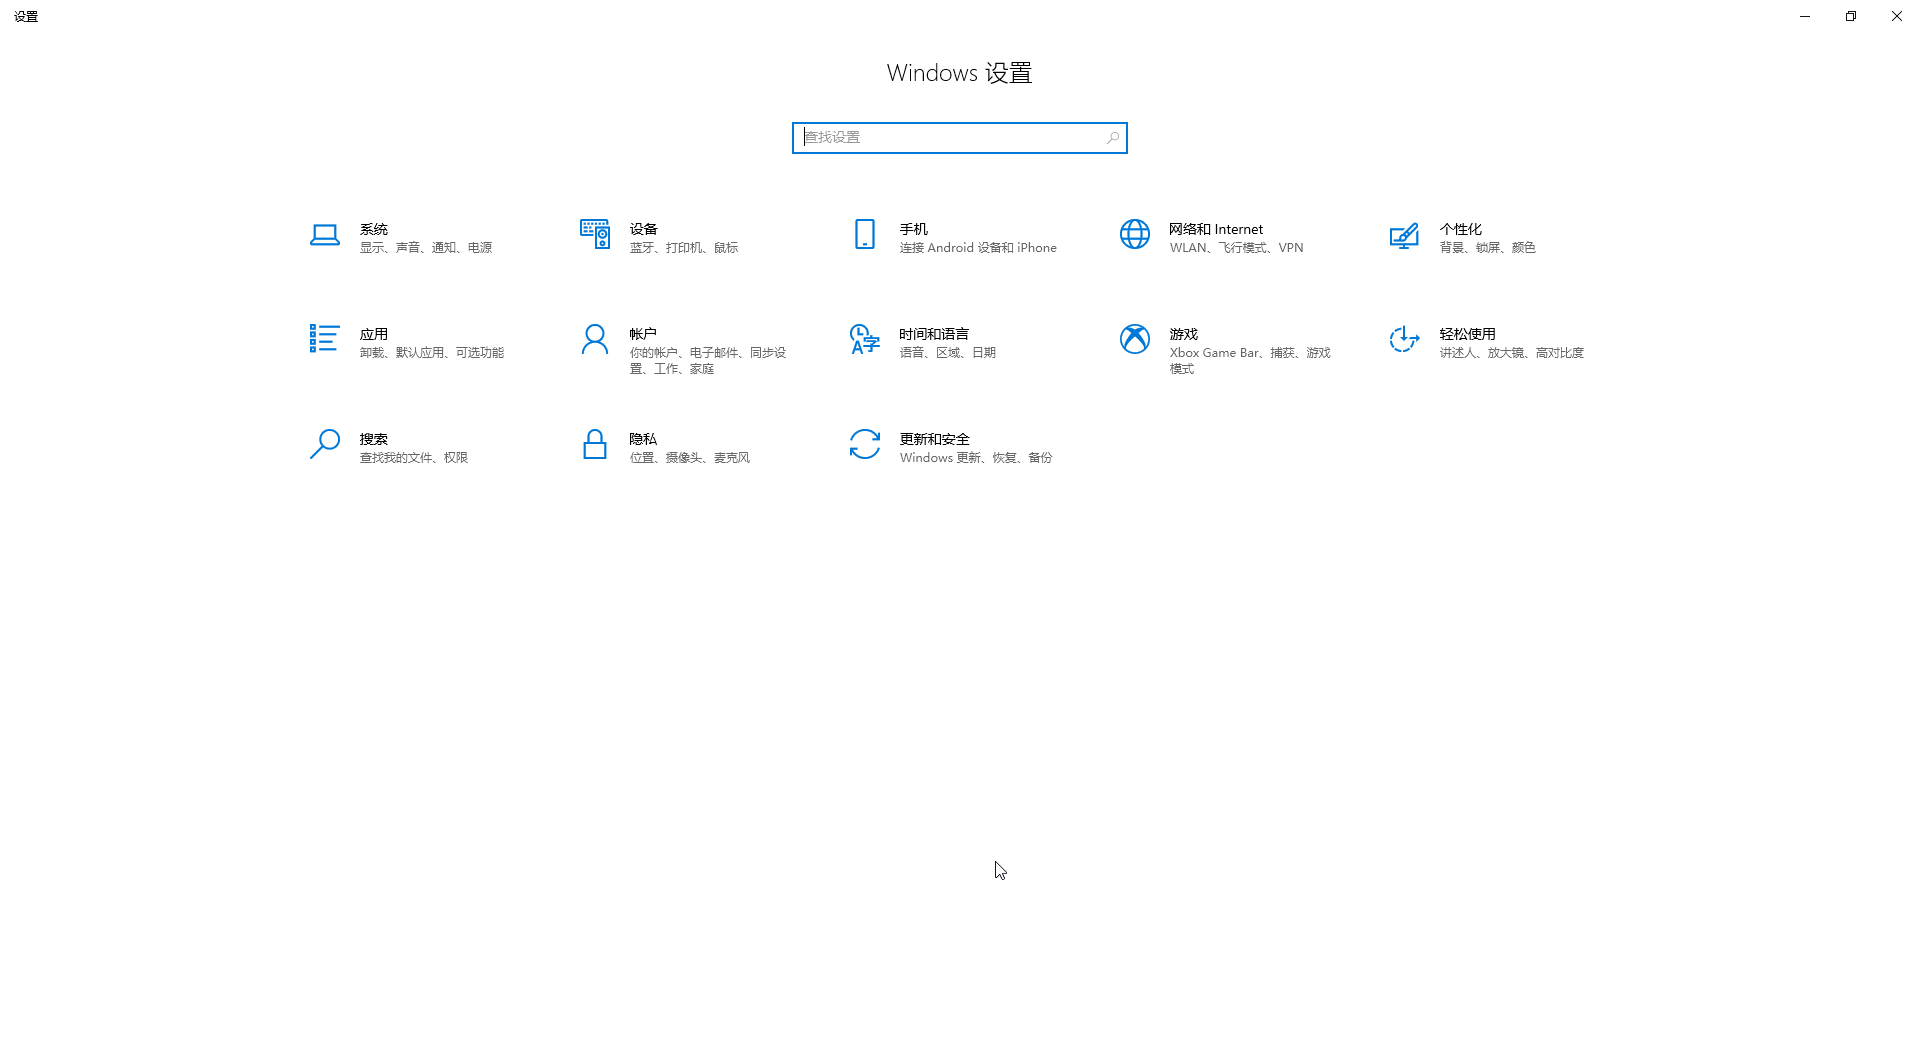 设置
Windows 设置
查找设置
系统
显示、声音、通知、电源
设备
蓝牙、打印机、鼠标
手机
连接 Android 设备和 iPhone
网络和 Internet
WLAN、飞行模式、VPN
个性化
背景、锁屏、颜色
应用
卸载、默认应用、可选功能
帐户
你的帐户、电子邮件、同步设
置、工作、家庭
时间和语言
语音、区域、日期
游戏
Xbox Game Bar、捕获、游戏
模式
轻松使用
讲述人、放大镜、高对比度
搜索
查找我的文件、权限
隐私
位置、摄像头、麦克风
更新和安全
Windows 更新、恢复、备份